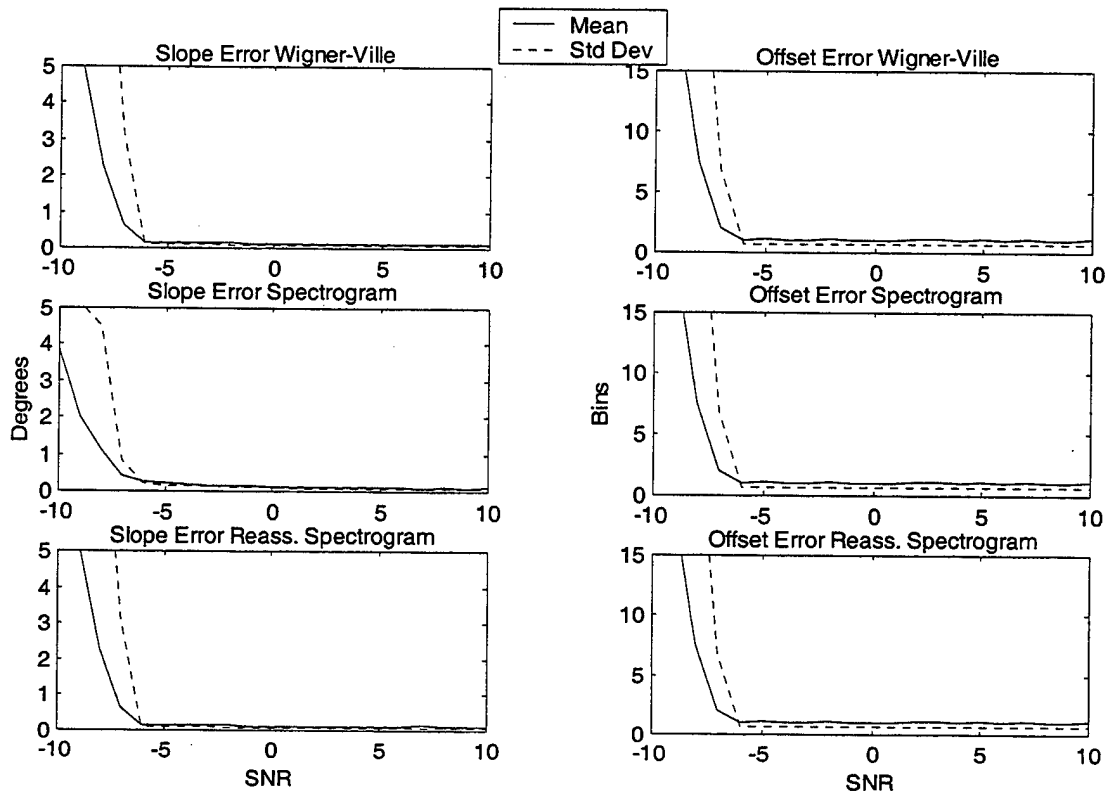 Mean
Std Dev
Slope Error Wigner-Ville
5
4
3
2
1
0
-10 -5 0 5 10
Offset Error Wigner-Ville
15
10
5
0
-10 -5 0 5 10
Slope Error Spectrogram
Degrees
5
4
3
2
1
0
-10 -5 0 5 10
Offset Error Spectrogram
Bins
15
10
5
0
-10 -5 0 5 10
Slope Error Reass. Spectrogram
5
4
3
2
1
0
-10 -5 0 5 10
SNR
Offset Error Reass. Spectrogram
15
10
5
0
-10 -5 0 5 10
SNR